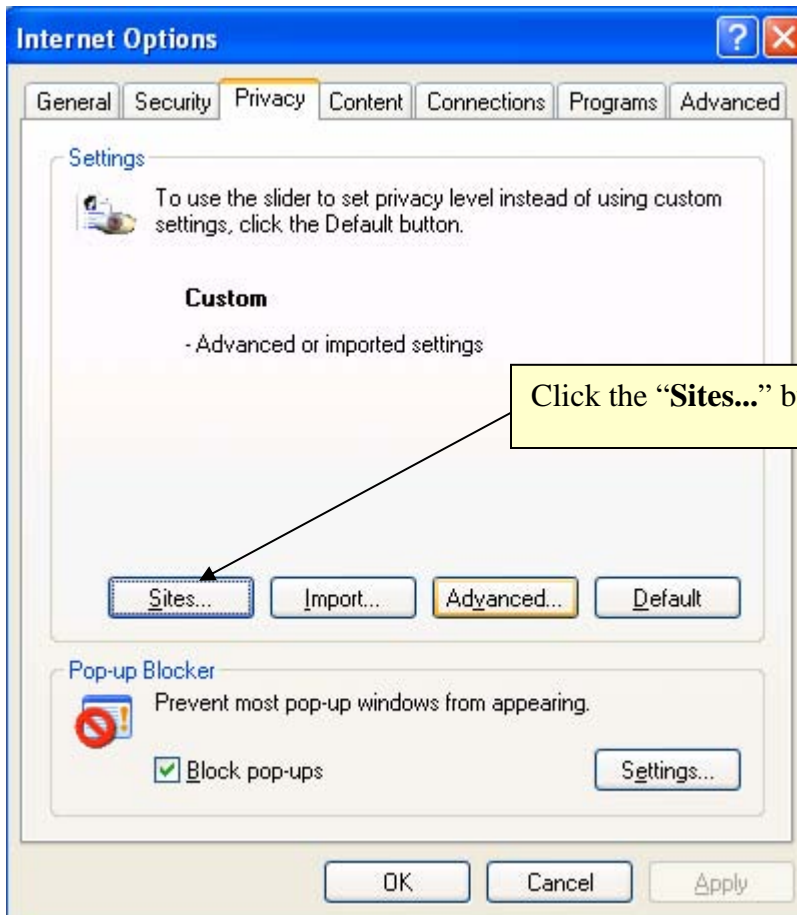 Internet Options
General Security Privacy Content Connections Programs Advanced
Settings
To use the slider to set privacy level instead of using custom
settings, click the Default button.
Custom
- Advanced or imported settings
Click the “Sites...” b
Sites... Import... Advanced... Default
Pop-up Blocker
Prevent most pop-up windows from appearing.
Block pop-ups
Settings...
OK Cancel Apply